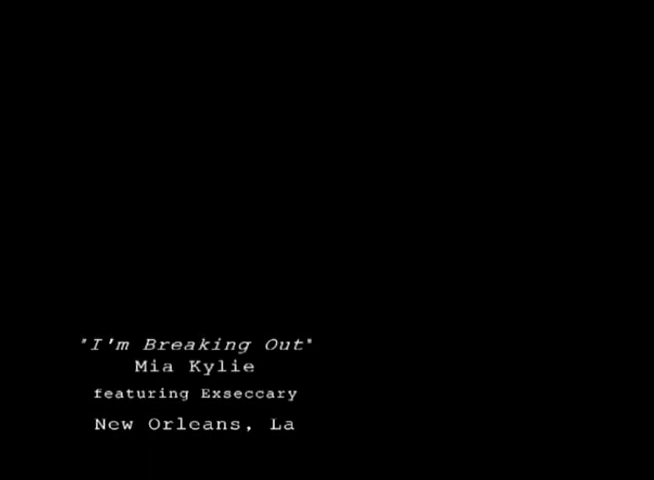 "I'm Breaking Out"
Mia Kylie
featuring Exseccary
New Orleans, La